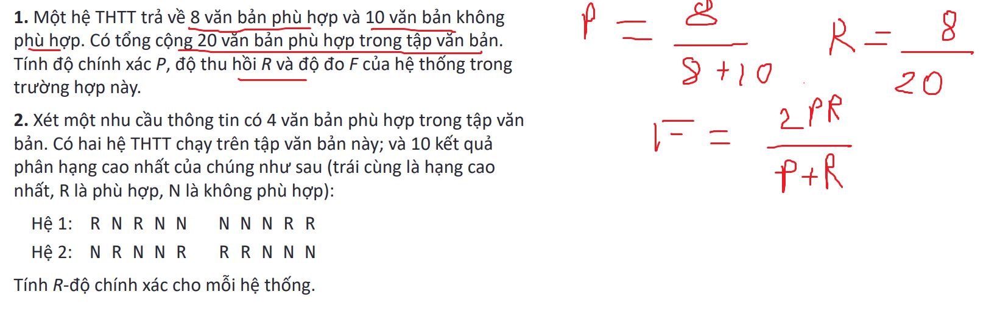 1. Một hệ THTT trả về 8 văn bản phù hợp và 10 văn bản không
phù hợp. Có tổng cộng 20 văn bản phù hợp trong tập văn bản.
Tính độ chính xác P, độ thu hồi R và độ đo F của hệ thống trong
trường hợp này.
2. Xét một nhu cầu thông tin có 4 văn bản phù hợp trong tập văn
bản. Có hai hệ THTT chạy trên tập văn bản này; và 10 kết quả
phân hạng cao nhất của chúng như sau (trái cùng là hạng cao
nhất, R là phù hợp, N là không phù hợp):
Hệ 1: R N R N N N N N R R
Hệ 2: N R N N R R R N N N
Tính R-độ chính xác cho mỗi hệ thống.
P = 8
8 + 10
R = 8
20
F = 2PR
P+R